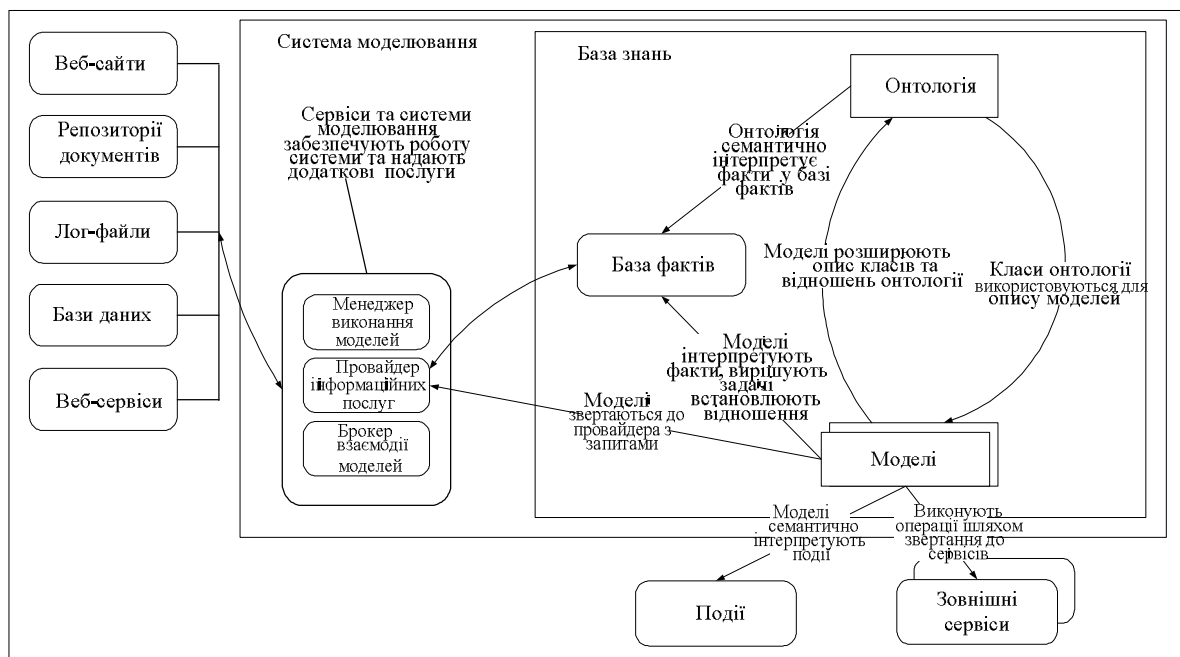 Веб-сайти
Репозиторії
документів
Лог-файли
Бази даних
Веб-сервіси
Система моделювання
Сервіси та системи
моделювання
забезпечують роботу
системи та надають
додаткові послуги
Менеджер
виконання
моделей
Провайдер
інформаційних
послуг
Брокер
взаємодії
моделей
База знань
Онтологія
Онтологія
семантично
інтерпретує
факти у базі
фактів
База фактів
Моделі розширюють
опис класів та
відношень онтології
Класи онтології
використовуються для
опису моделей
Моделі
інтерпретують
факти, вирішують
задачі
встановлюють
відношення
Моделі
звертаються до
провайдера з
запитами
Моделі
Моделі
семантично
інтерпретують
події
Виконують
операції шляхом
звертання до
сервісів
Події
Зовнішні
сервіси